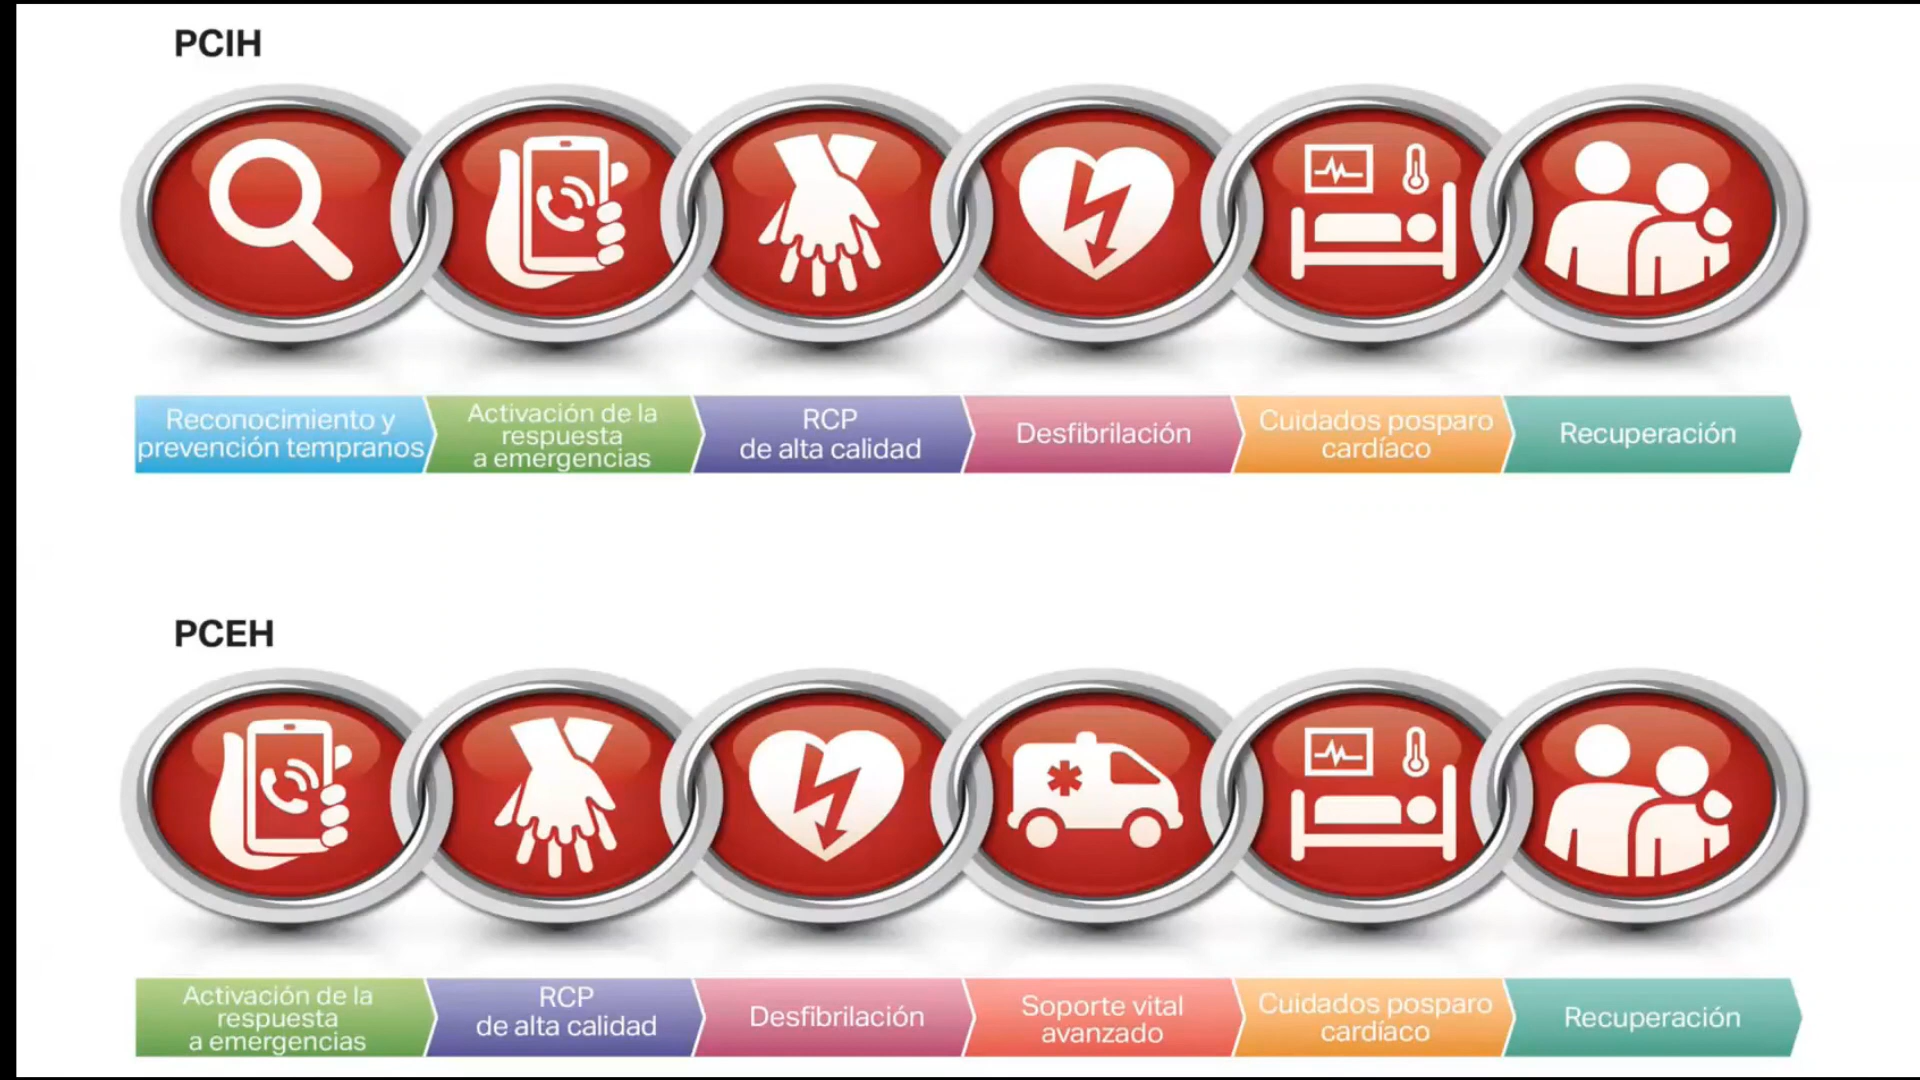 PCIH
Reconocimiento y
prevención tempranos
Activación de la
respuesta
a emergencias
RCP
de alta calidad
Desfibrilación
Cuidados posparo
cardíaco
Recuperación
PCEH
Activación de la
respuesta
a emergencias
RCP
de alta calidad
Desfibrilación
Soporte vital
avanzado
Cuidados posparo
cardíaco
Recuperación